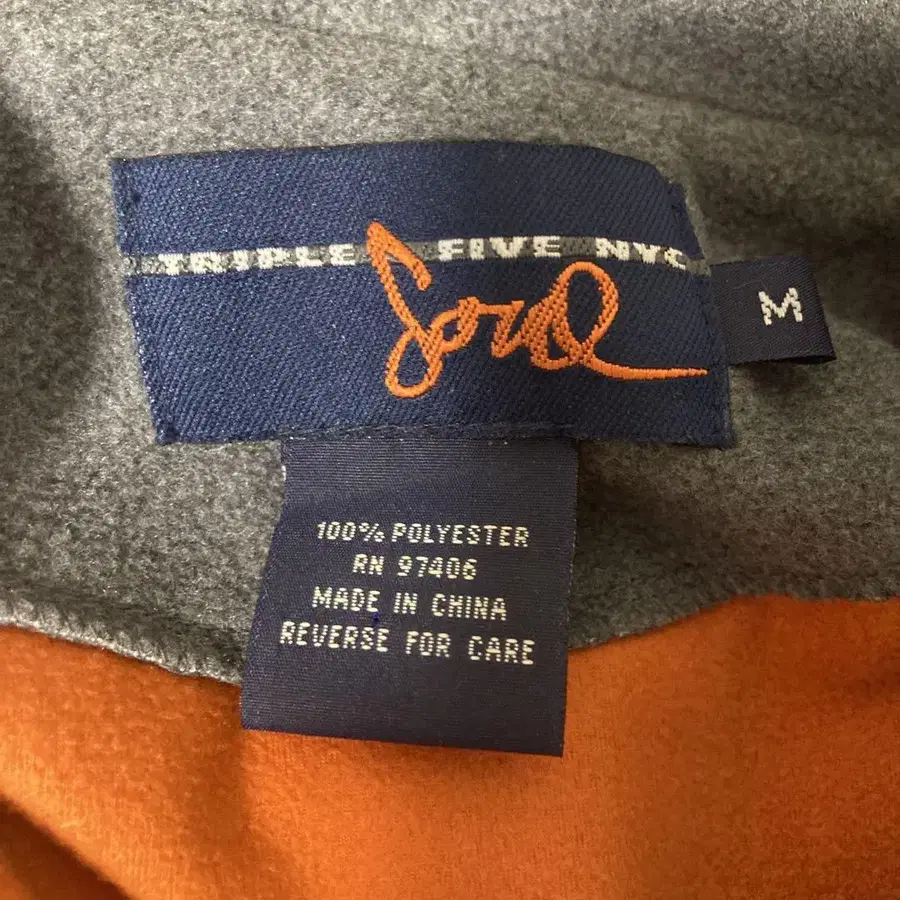 TRIPLE FIVE NYC
Soul
M
100% POLYESTER
RN 97406
MADE IN CHINA
REVERSE FOR CARE